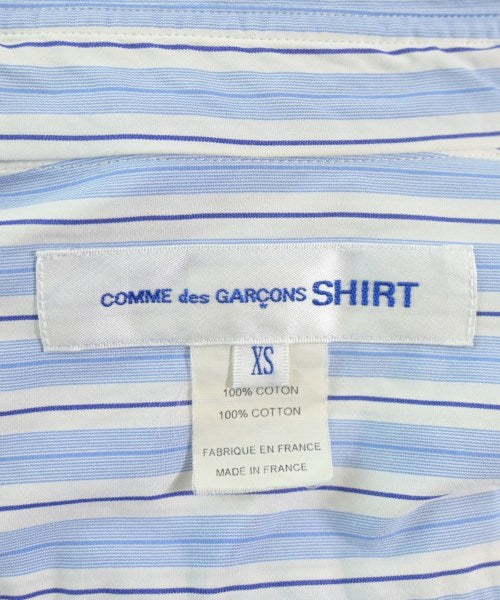 COMME des GARÇONS SHIRT
*
XS
100% COTON
100% COTTON
FABRIQUE EN FRANCE
MADE IN FRANCE